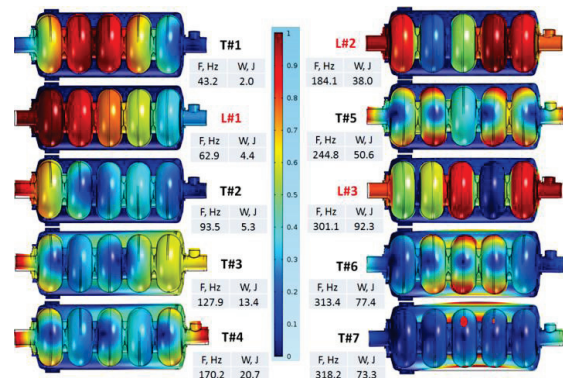 T#1
F, Hz W, J
43.2 2.0
L#1
F, Hz W, J
62.9 4.4
T#2
F, Hz W, J
93.5 5.3
T#3
F, Hz W, J
127.9 13.4
T#4
F, Hz W, J
170.2 20.7
1
0.9
0.8
0.7
0.6
0.5
0.4
0.3
0.2
0.1
0
L#2
F, Hz W, J
184.1 38.0
T#5
F, Hz W, J
244.8 50.6
L#3
F, Hz W, J
301.1 92.3
T#6
F, Hz W, J
313.4 77.4
T#7
F, Hz W, J
318.2 73.3